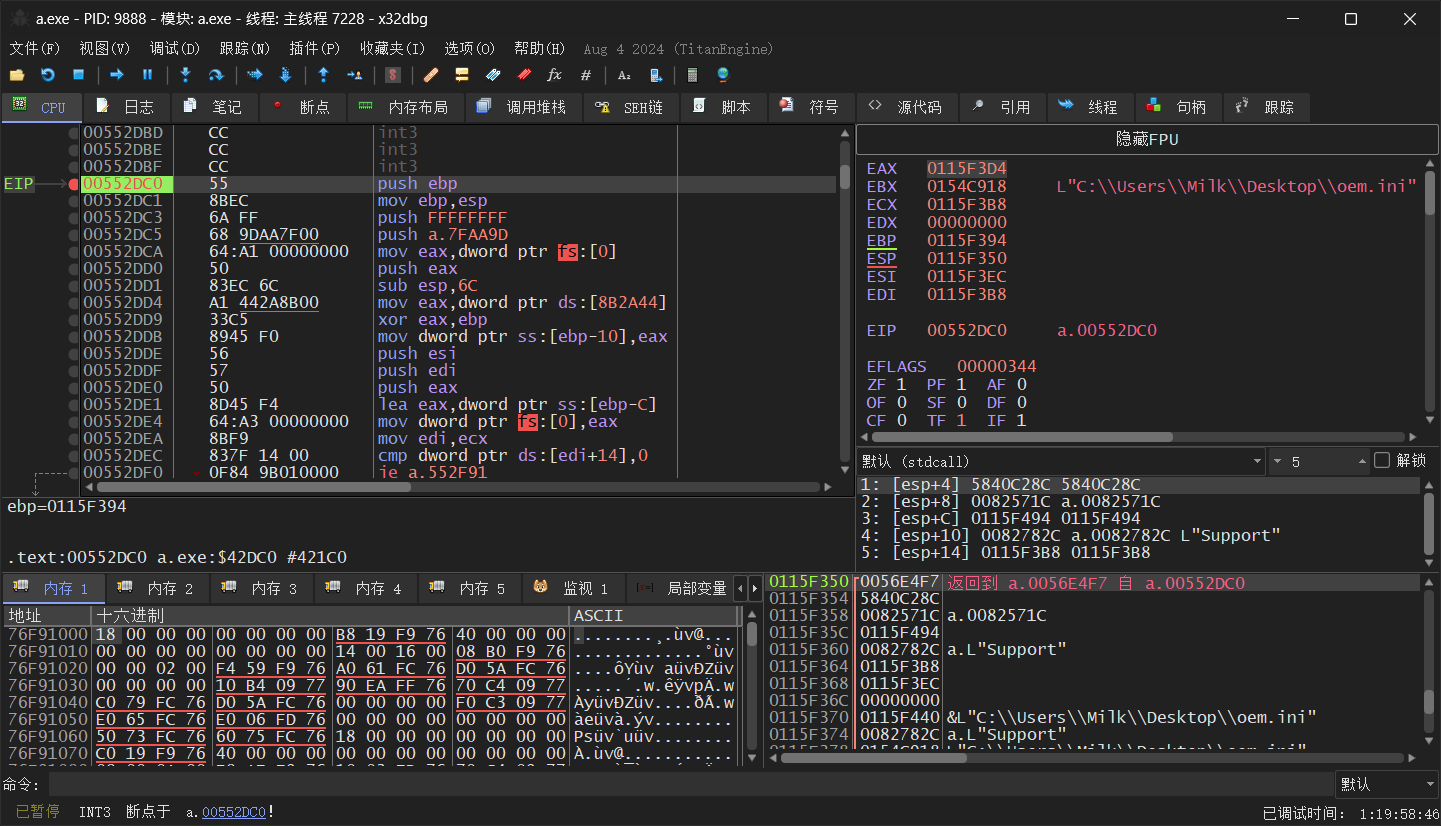 a.exe - PID: 9888 - 模块: a.exe - 线程: 主线程 7228 - x32dbg
文件(F) 视图(V) 调试(D) 跟踪(N) 插件(P) 收藏夹(I) 选项(O) 帮助(H) Aug 4 2024 (TitanEngine)
CPU 日志 笔记 断点 内存布局 调用堆栈 SEH链 脚本 符号 源代码 引用 线程 句柄 跟踪
00552DBD CC int3
00552DBE CC int3
00552DBF CC int3
EIP 00552DC0 55 push ebp
00552DC1 8BEC mov ebp,esp
00552DC3 6A FF push FFFFFFFF
00552DC5 68 9DAA7F00 push a.7FAA9D
00552DCA 64:A1 00000000 mov eax,dword ptr fs:[0]
00552DD0 50 push eax
00552DD1 83EC 6C sub esp,6C
00552DD4 A1 442A8B00 mov eax,dword ptr ds:[8B2A44]
00552DD9 33C5 xor eax,ebp
00552DDB 8945 F0 mov dword ptr ss:[ebp-10],eax
00552DDE 56 push esi
00552DDF 57 push edi
00552DE0 50 push eax
00552DE1 8D45 F4 lea eax,dword ptr ss:[ebp-C]
00552DE4 64:A3 00000000 mov dword ptr fs:[0],eax
00552DEA 8BF9 mov edi,ecx
00552DEC 837F 14 00 cmp dword ptr ds:[edi+14],0
00552DF0 0F84 9B010000 je a.552F91
ebp=0115F394
.text:00552DC0 a.exe:$42DC0 #421C0
隐藏FPU
EAX 0115F3D4
EBX 0154C918 L"C:\\Users\\Milk\\Desktop\\oem.ini"
ECX 0115F3B8
EDX 00000000
EBP 0115F394
ESP 0115F350
ESI 0115F3EC
EDI 0115F3B8
EIP 00552DC0 a.00552DC0
EFLAGS 00000344
ZF 1 PF 1 AF 0
OF 0 SF 0 DF 0
CF 0 TF 1 IF 1
默认 (stdcall) 5 解锁
1: [esp+4] 5840C28C 5840C28C
2: [esp+8] 0082571C a.0082571C
3: [esp+C] 0115F494 0115F494
4: [esp+10] 0082782C a.0082782C L"Support"
5: [esp+14] 0115F3B8 0115F3B8
内存 1 内存 2 内存 3 内存 4 内存 5 监视 1 局部变量
地址 十六进制 ASCII
76F91000 18 00 00 00 00 00 00 00 B8 19 F9 76 40 00 00 00 ........¸.ùv@...
76F91010 00 00 00 00 00 00 00 00 14 00 16 00 08 B0 F9 76 .............°ùv
76F91020 00 00 02 00 F4 59 F9 76 A0 61 FC 76 D0 5A FC 76 ....ôYùv aüvÐZüv
76F91030 00 00 00 00 10 B4 09 77 90 EA FF 76 70 C4 09 77 .....´.w.êÿvpÄ.w
76F91040 C0 79 FC 76 D0 5A FC 76 00 00 00 00 F0 C3 09 77 ÀyüvÐZüv....ðÃ.w
76F91050 E0 65 FC 76 E0 06 FD 76 00 00 00 00 00 00 00 00 àeüvà.ýv........
76F91060 50 73 FC 76 60 75 FC 76 18 00 00 00 00 00 00 00 Psüv`uüv........
76F91070 C0 19 F9 76 40 00 00 00 00 00 00 00 00 00 00 00 À.ùv@...........
0115F350 0056E4F7 返回到 a.0056E4F7 自 a.00552DC0
0115F354 5840C28C
0115F358 0082571C a.0082571C
0115F35C 0115F494
0115F360 0082782C a.L"Support"
0115F364 0115F3B8
0115F368 0115F3EC
0115F36C 00000000
0115F370 0115F440 &L"C:\\Users\\Milk\\Desktop\\oem.ini"
0115F374 0082782C a.L"Support"
0115F378 0154C918 L"C:\\Users\\Milk\\Desktop\\oem.ini"
命令: 默认
已暂停 INT3 断点于 a.00552DC0! 已调试时间: 1:19:58:46